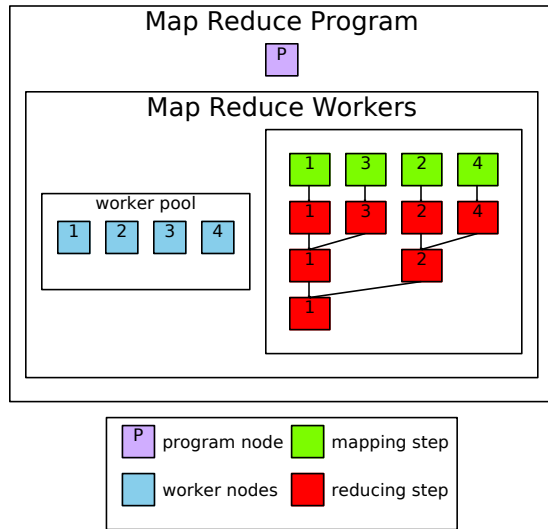 Map Reduce Program
P
Map Reduce Workers
worker pool
1 2 3 4
1 3 2 4
1 3 2 4
1 2
1
P program node mapping step
worker nodes reducing step